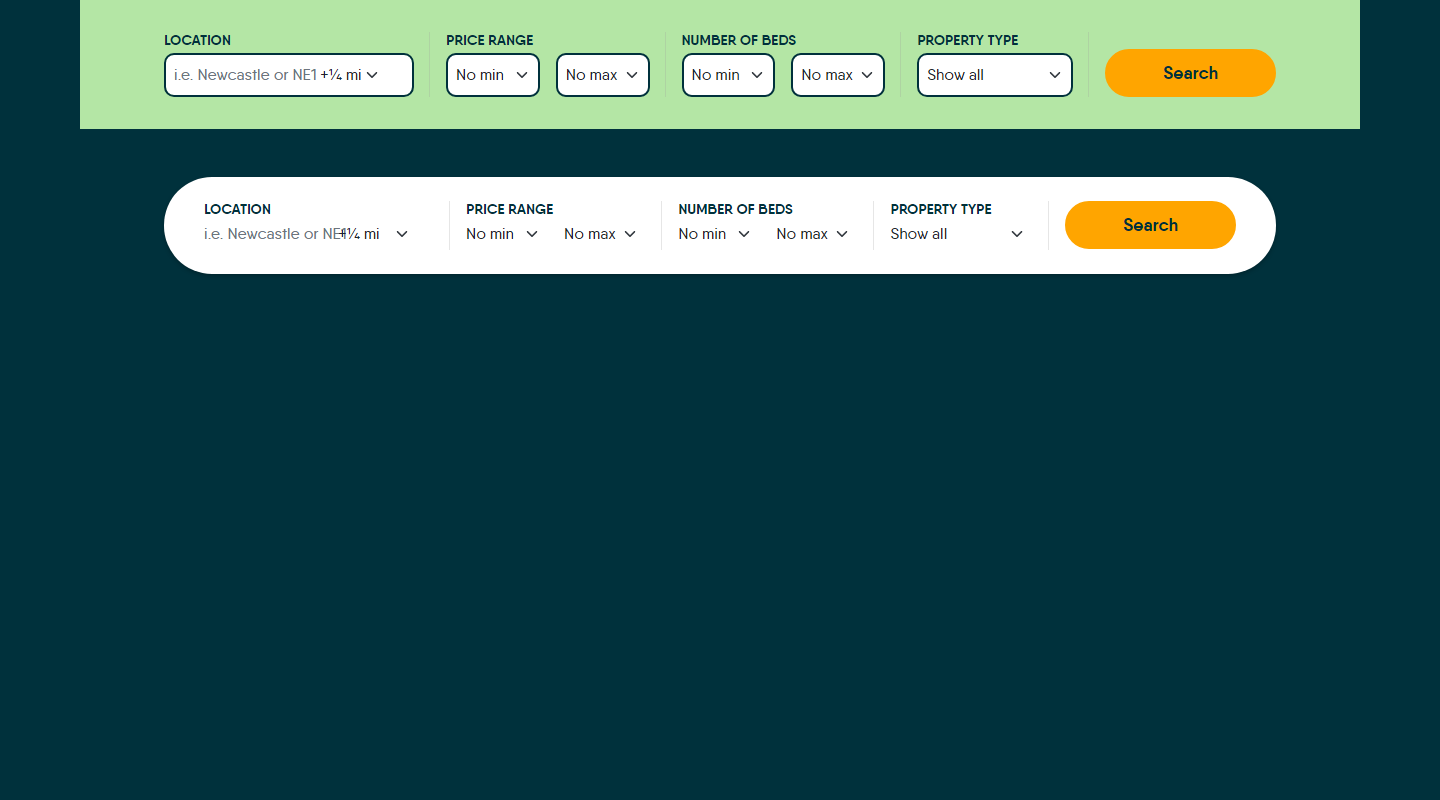 LOCATION PRICE RANGE NUMBER OF BEDS PROPERTY TYPE
i.e. Newcastle or NE1 +¼ mi No min No max No min No max Show all Search
LOCATION PRICE RANGE NUMBER OF BEDS PROPERTY TYPE
i.e. Newcastle or NE1 +¼ mi No min No max No min No max Show all Search